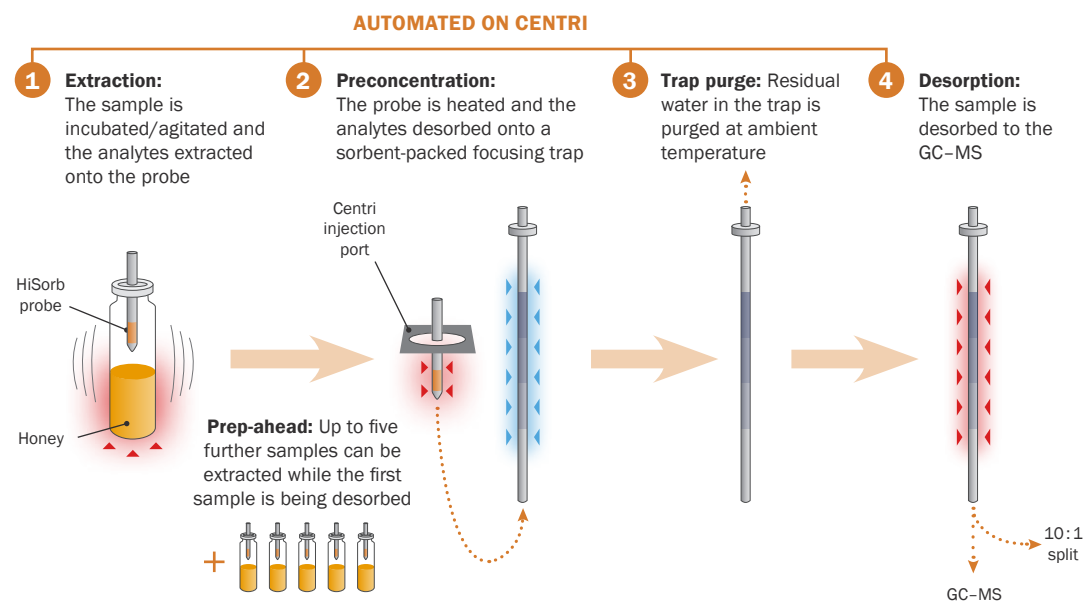 AUTOMATED ON CENTRI
1
Extraction:
The sample is
incubated/agitated and
the analytes extracted
onto the probe
2
Preconcentration:
The probe is heated and the
analytes desorbed onto a
sorbent-packed focusing trap
3
Trap purge: Residual
water in the trap is
purged at ambient
temperature
4
Desorption:
The sample is
desorbed to the
GC–MS
HiSorb
probe
Honey
Centri
injection
port
Prep-ahead: Up to five
further samples can be
extracted while the first
sample is being desorbed
+
10:1
split
GC–MS